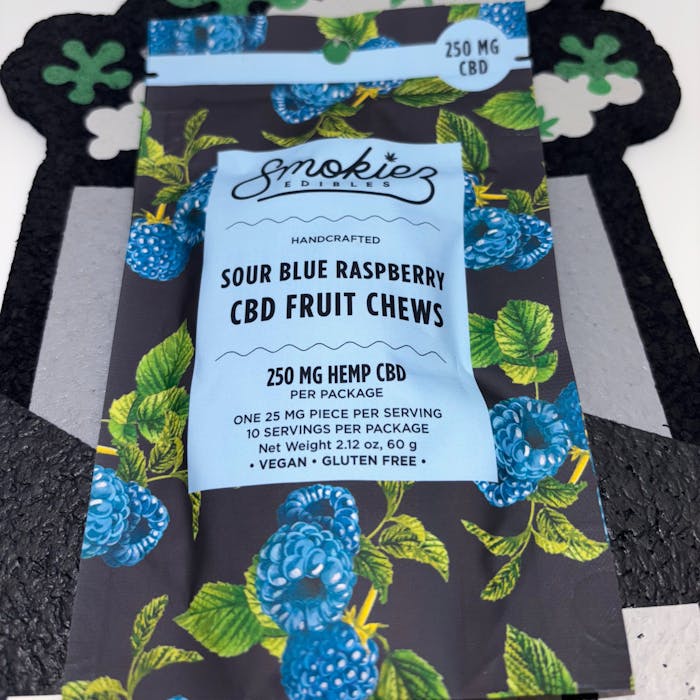 250 MG
CBD
Smokiez
EDIBLES
HANDCRAFTED
SOUR BLUE RASPBERRY
CBD FRUIT CHEWS
250 MG HEMP CBD
PER PACKAGE
ONE 25 MG PIECE PER SERVING
10 SERVINGS PER PACKAGE
Net Weight 2.12 oz, 60 g
• VEGAN • GLUTEN FREE •